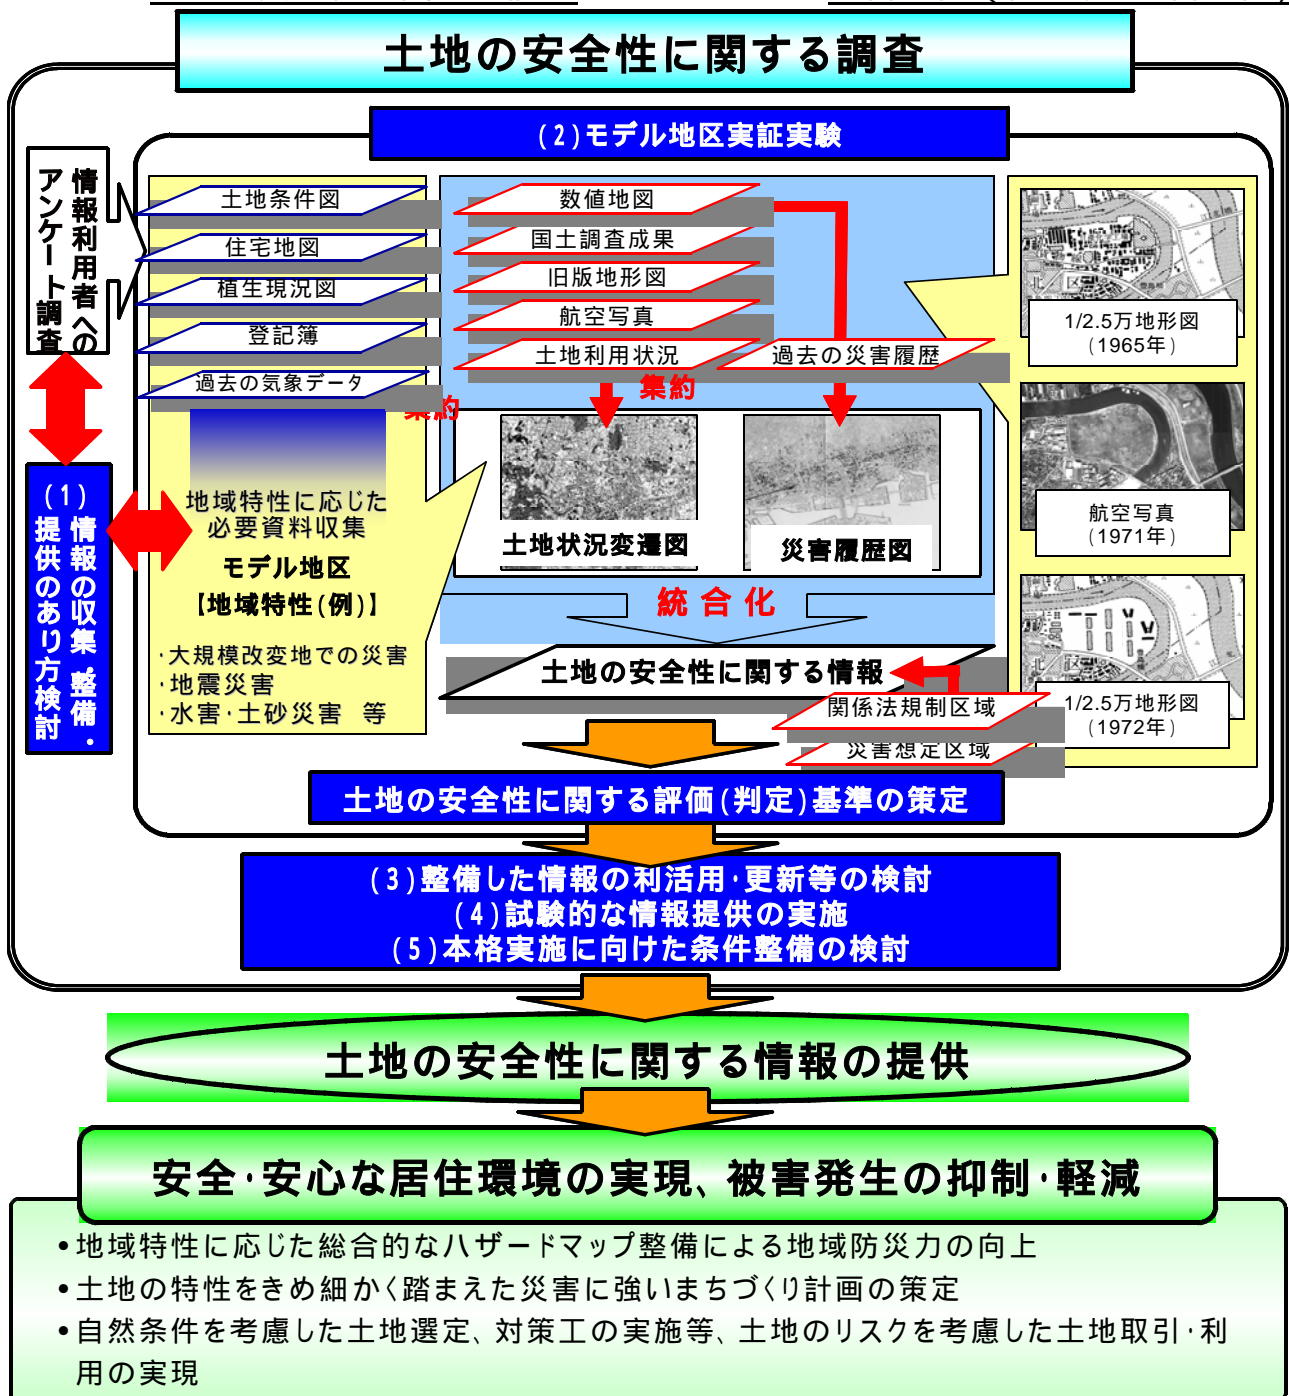 土地の安全性に関する調査
(2)モデル地区実証実験
情報利用者への
アンケート調査
土地条件図
住宅地図
植生現況図
登記簿
過去の気象データ
数値地図
国土調査成果
旧版地形図
航空写真
土地利用状況
過去の災害履歴
集約
集約
1/2.5万地形図
(1965年)
航空写真
(1971年)
1/2.5万地形図
(1972年)
(1)
情報の収集・整備・
提供のあり方検討
地域特性に応じた
必要資料収集
モデル地区
【地域特性(例)】
・大規模改変地での災害
・地震災害
・水害・土砂災害 等
土地状況変遷図
災害履歴図
統合化
土地の安全性に関する情報
関係法規制区域
災害想定区域
土地の安全性に関する評価(判定)基準の策定
(3)整備した情報の利活用・更新等の検討
(4)試験的な情報提供の実施
(5)本格実施に向けた条件整備の検討
土地の安全性に関する情報の提供
安全・安心な居住環境の実現、被害発生の抑制・軽減
•地域特性に応じた総合的なハザードマップ整備による地域防災力の向上
•土地の特性をきめ細かく踏まえた災害に強いまちづくり計画の策定
•自然条件を考慮した土地選定、対策工の実施等、土地のリスクを考慮した土地取引・利
用の実現